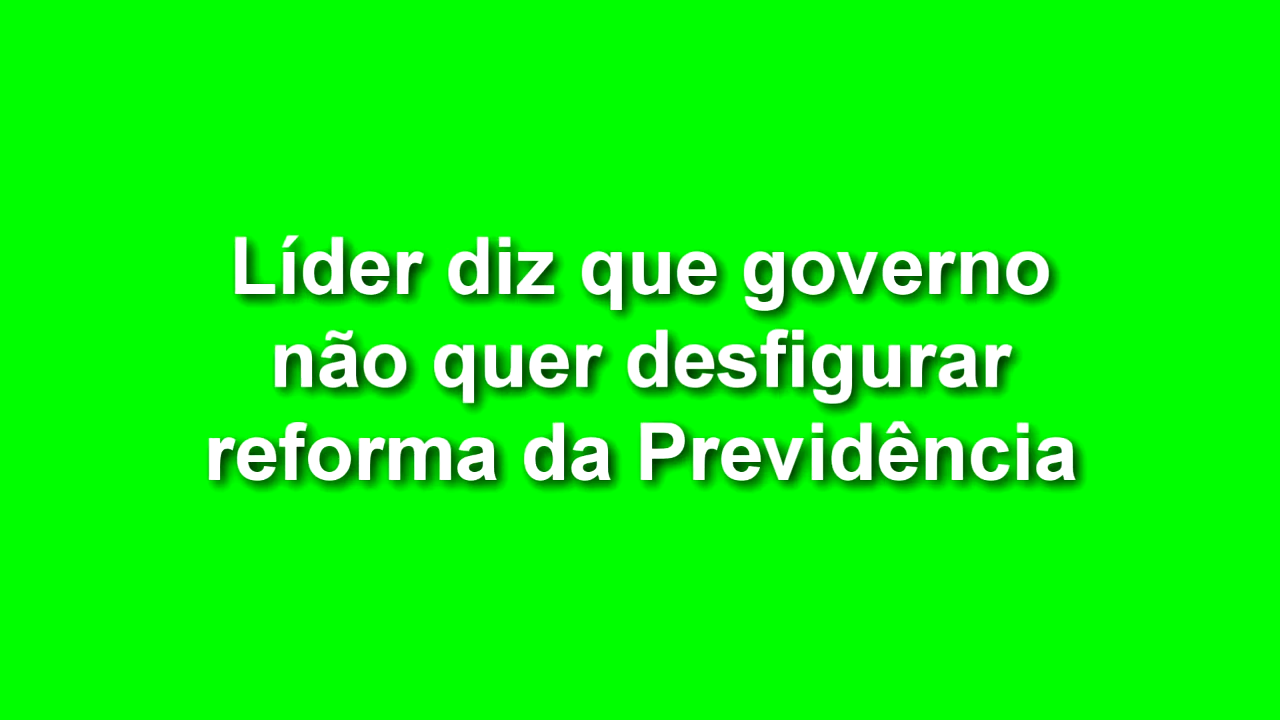 Líder diz que governo
não quer desfigurar
reforma da Previdência